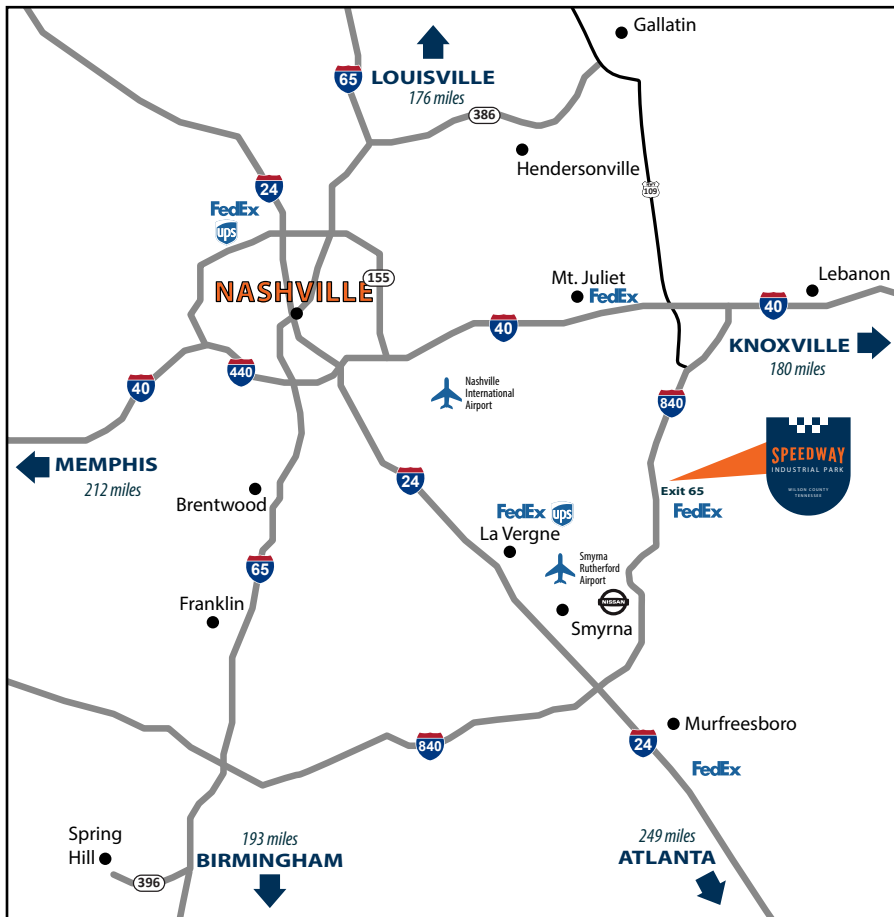 Gallatin
65
LOUISVILLE
176 miles
386
Hendersonville
24
FedEx
ups
109
155
NASHVILLE
Mt. Juliet
FedEx
Lebanon
40
40
KNOXVILLE
180 miles
440
40
Nashville
International
Airport
840
SPEEDWAY
INDUSTRIAL PARK
WILSON COUNTY
TENNESSEE
MEMPHIS
212 miles
Brentwood
24
Exit 65
FedEx
FedEx
ups
La Vergne
65
Smyrna
Rutherford
Airport
Franklin
NISSAN
Smyrna
Murfreesboro
840
24
FedEx
Spring
Hill
396
193 miles
BIRMINGHAM
249 miles
ATLANTA